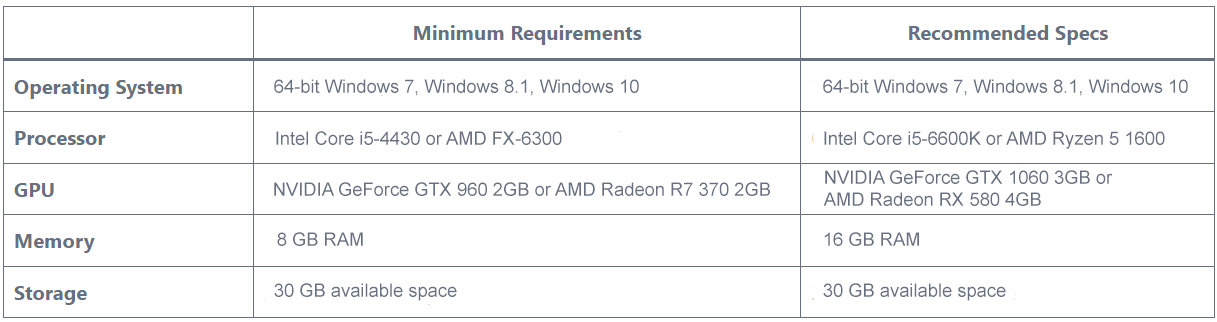 Minimum Requirements
Recommended Specs
Operating System
64-bit Windows 7, Windows 8.1, Windows 10
64-bit Windows 7, Windows 8.1, Windows 10
Processor
Intel Core i5-4430 or AMD FX-6300
Intel Core i5-6600K or AMD Ryzen 5 1600
GPU
NVIDIA GeForce GTX 960 2GB or AMD Radeon R7 370 2GB
NVIDIA GeForce GTX 1060 3GB or
AMD Radeon RX 580 4GB
Memory
8 GB RAM
16 GB RAM
Storage
30 GB available space
30 GB available space